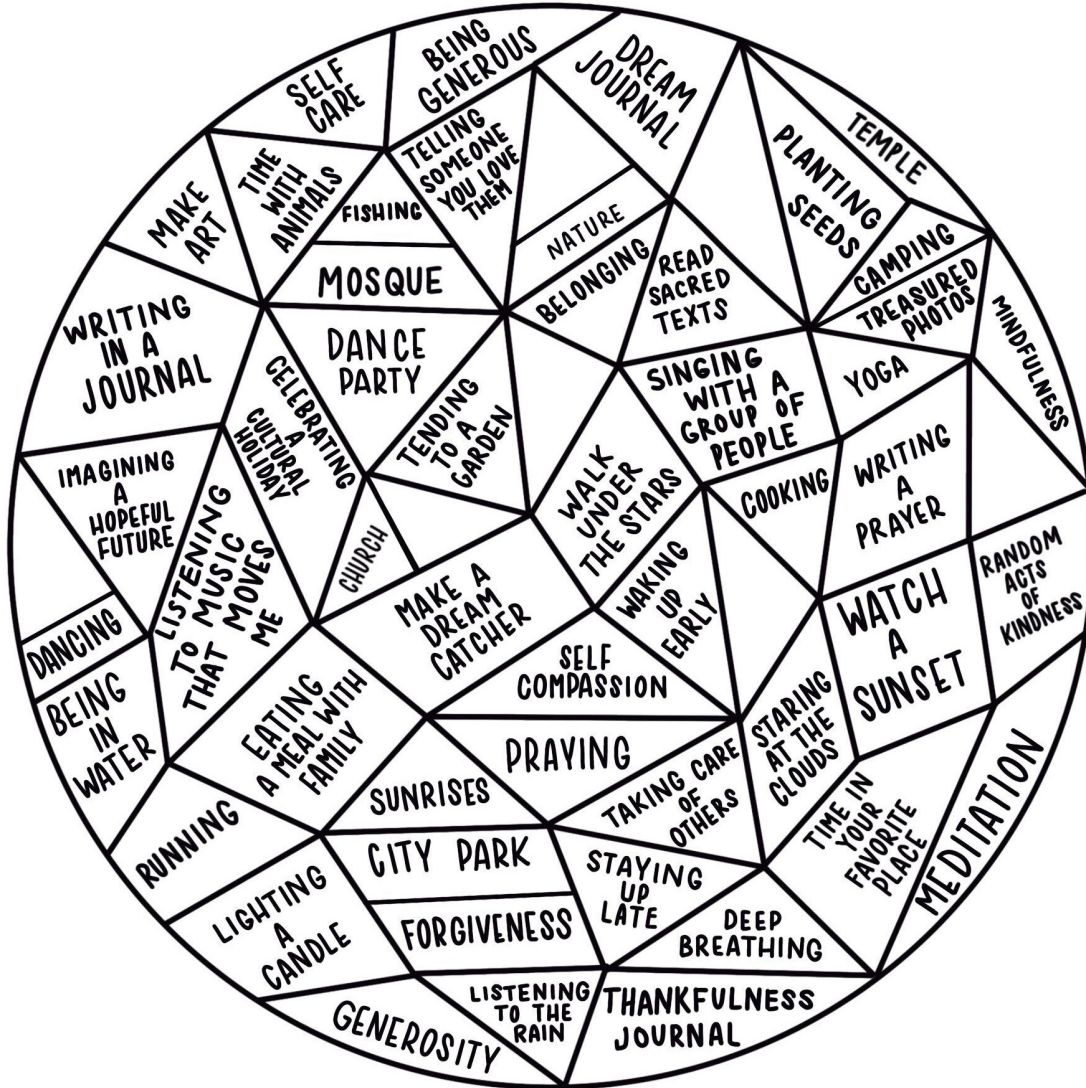 SELF
CARE
BEING
GENEROUS
DREAM
JOURNAL
TEMPLE
PLANTING
SEEDS
MAKE
ART
TIME
WITH
ANIMALS
FISHING
TELLING
SOMEONE
YOU LOVE
THEM
NATURE
BELONGING
READ
SACRED
TEXTS
CAMPING
TREASURED
PHOTOS
MINDFULNESS
MOSQUE
WRITING
IN A
JOURNAL
DANCE
PARTY
CELEBRATING
A
CULTURAL
HOLIDAY
TENDING
TO A
GARDEN
SINGING
WITH A
GROUP OF
PEOPLE
YOGA
IMAGINING
A
HOPEFUL
FUTURE
LISTENING
TO MUSIC
THAT MOVES
ME
CHURCH
WALK
UNDER
THE STARS
COOKING
WRITING
A
PRAYER
DANCING
MAKE A
DREAM
CATCHER
WAKING
UP
EARLY
WATCH
A
SUNSET
RANDOM
ACTS
OF
KINDNESS
BEING
IN
WATER
EATING
A MEAL WITH
FAMILY
SELF
COMPASSION
STARING
AT THE
CLOUDS
PRAYING
SUNRISES
TAKING CARE
OF
OTHERS
TIME IN
YOUR
FAVORITE
PLACE
MEDITATION
RUNNING
CITY PARK
STAYING
UP
LATE
LIGHTING
A
CANDLE
FORGIVENESS
DEEP
BREATHING
GENEROSITY
LISTENING
TO THE
RAIN
THANKFULNESS
JOURNAL